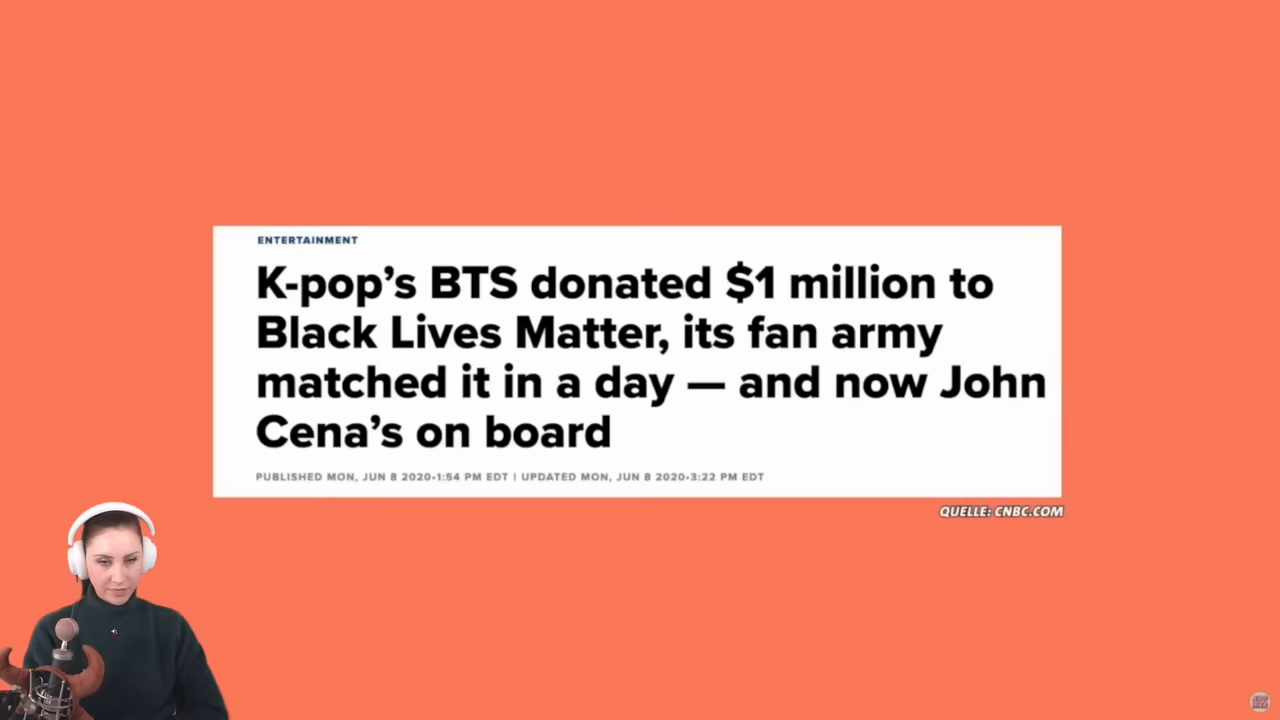 ENTERTAINMENT
K-pop’s BTS donated $1 million to
Black Lives Matter, its fan army
matched it in a day — and now John
Cena’s on board
PUBLISHED MON, JUN 8 2020•1:54 PM EDT | UPDATED MON, JUN 8 2020•3:22 PM EDT
QUELLE: CNBC.COM